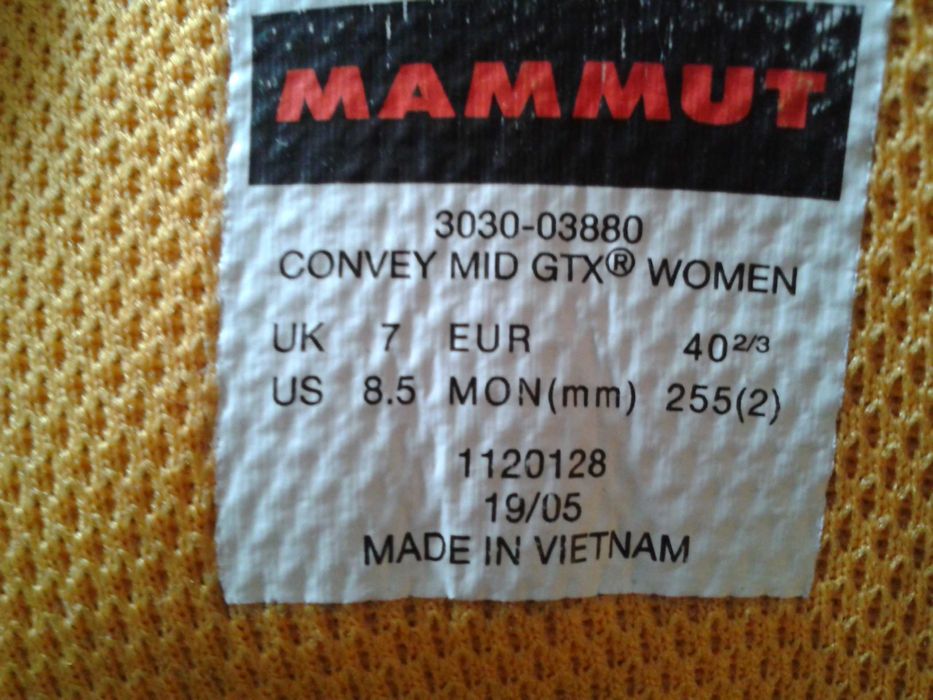 MAMMUT
3030-03880
CONVEY MID GTX® WOMEN
UK 7 EUR 40 2/3
US 8.5 MON(mm) 255(2)
1120128
19/05
MADE IN VIETNAM